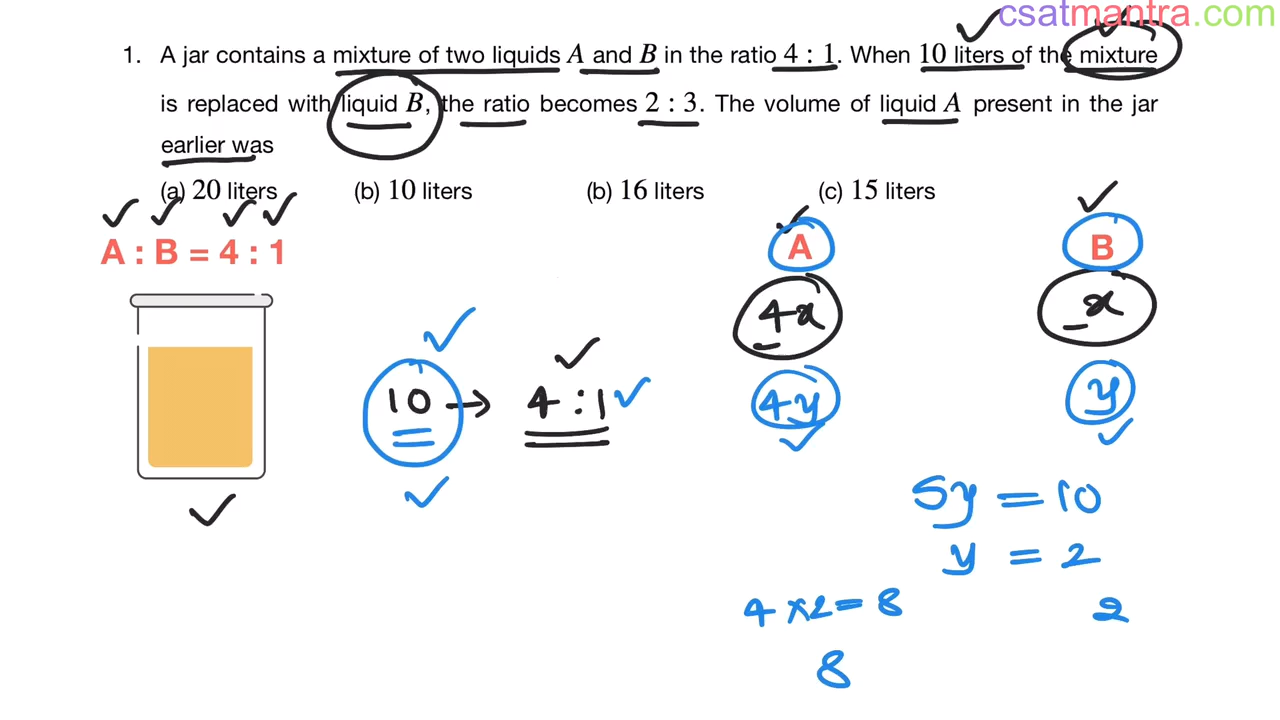 csatmantra.com
1. A jar contains a mixture of two liquids A and B in the ratio 4 : 1. When 10 liters of the mixture
is replaced with liquid B, the ratio becomes 2 : 3. The volume of liquid A present in the jar
earlier was
(a) 20 liters (b) 10 liters (b) 16 liters (c) 15 liters
A : B = 4 : 1
A B
4x x
10 → 4 : 1 4y y
5y = 10
y = 2
4 × 2 = 8 2
8